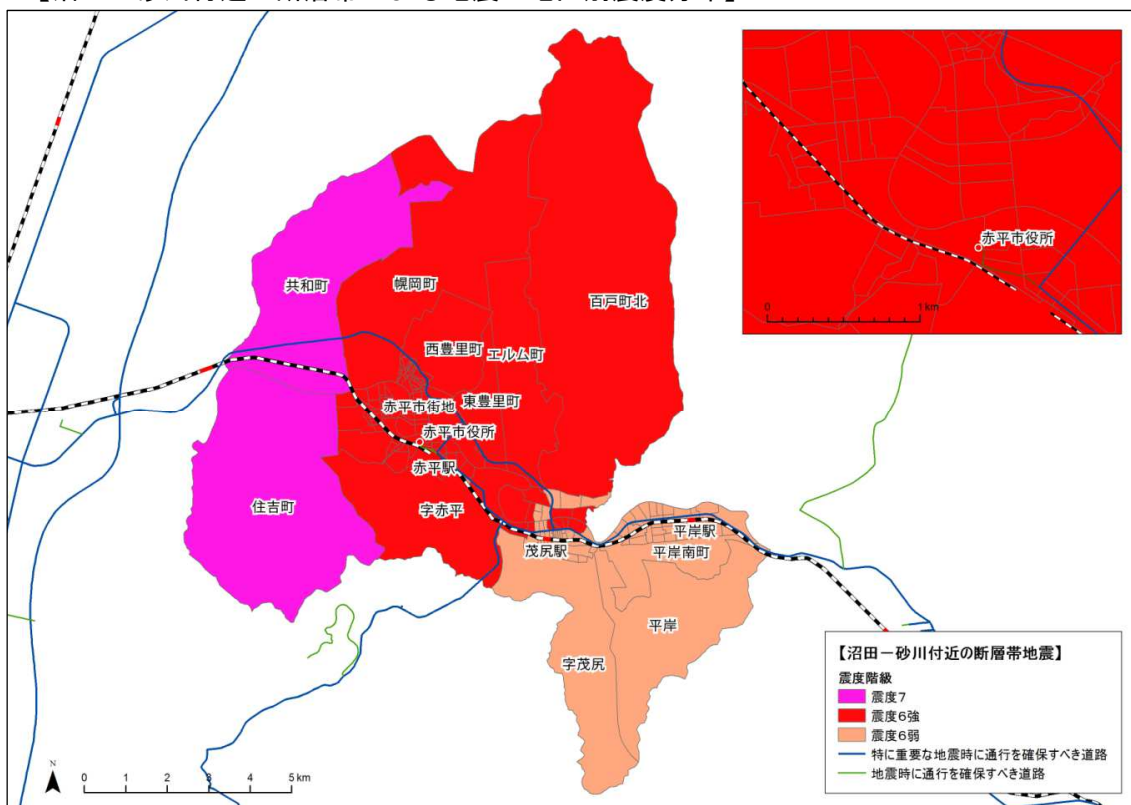 赤平市役所
0 1 km
共和町
幌岡町
百戸町北
西豊里町
エルム町
赤平市街地
東豊里町
赤平市役所
赤平駅
住吉町
字赤平
茂尻駅
平岸駅
平岸南町
平岸
字茂尻
【沼田－砂川付近の断層帯地震】
震度階級
震度7
震度6強
震度6弱
特に重要な地震時に通行を確保すべき道路
地震時に通行を確保すべき道路
N
0 1 2 3 4 5 km